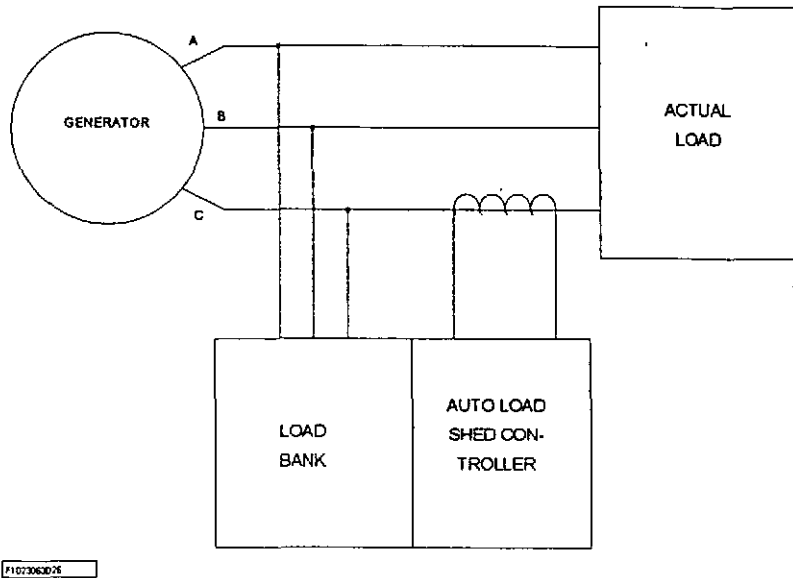 A
GENERATOR
B
C
ACTUAL
LOAD
LOAD
BANK
AUTO LOAD
SHED CON-
TROLLER